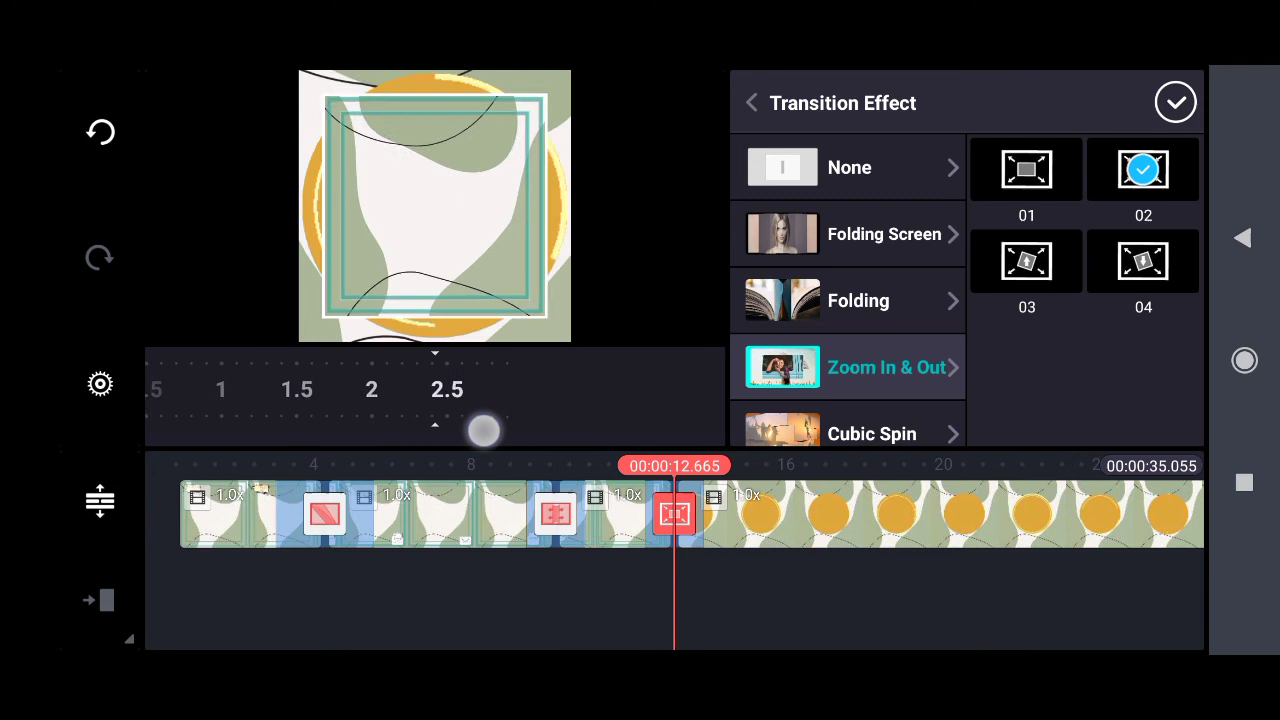 Transition Effect
None
Folding Screen
Folding
Zoom In & Out
Cubic Spin
01
02
03
04
.5 1 1.5 2 2.5
4 8 16 20 2
00:00:12.665
00:00:35.055
1.0x 1.0x 1.0x 1.0x